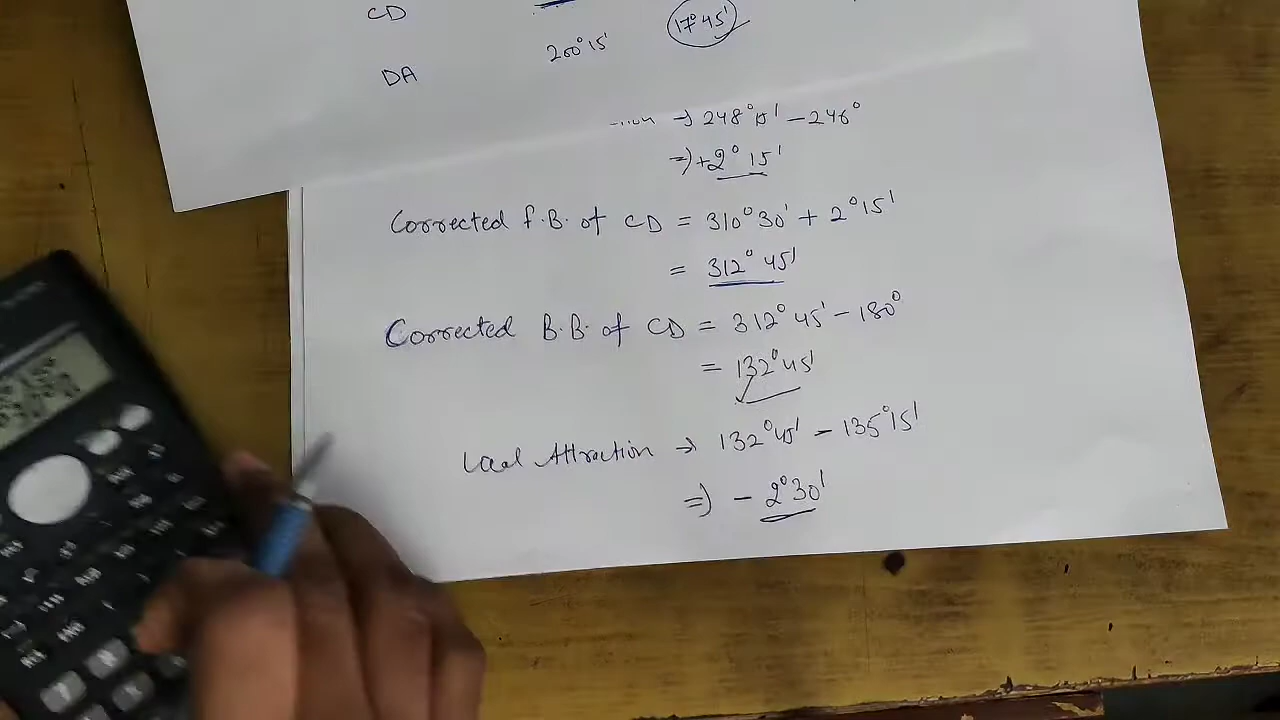 CD
17°45'
200°15'
DA
→ 248°15' - 246°
⇒ +2° 15'
Corrected F.B. of CD = 310°30' + 2°15'
= 312° 45'
Corrected B.B. of CD = 312° 45' - 180°
= 132°45'
Local Attraction → 132°45' - 135°15'
⇒ - 2°30'